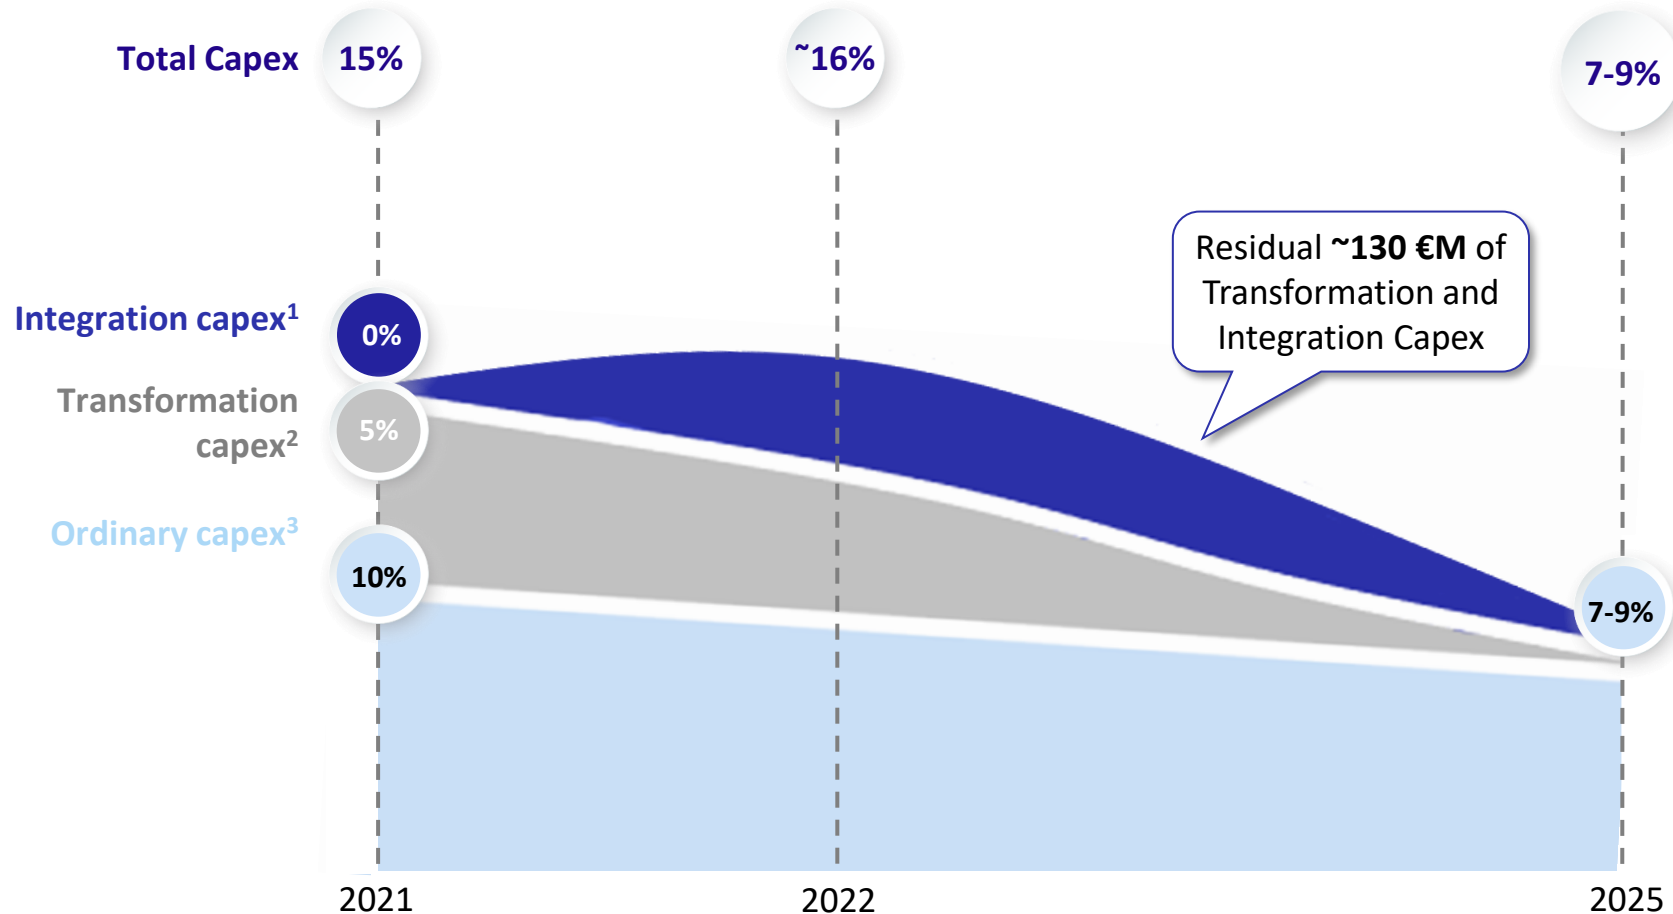 Total Capex
15%
~16%
7-9%
Residual ~130 €M of
Transformation and
Integration Capex
Integration capex¹
0%
Transformation
capex²
5%
Ordinary capex³
10%
7-9%
2021
2022
2025